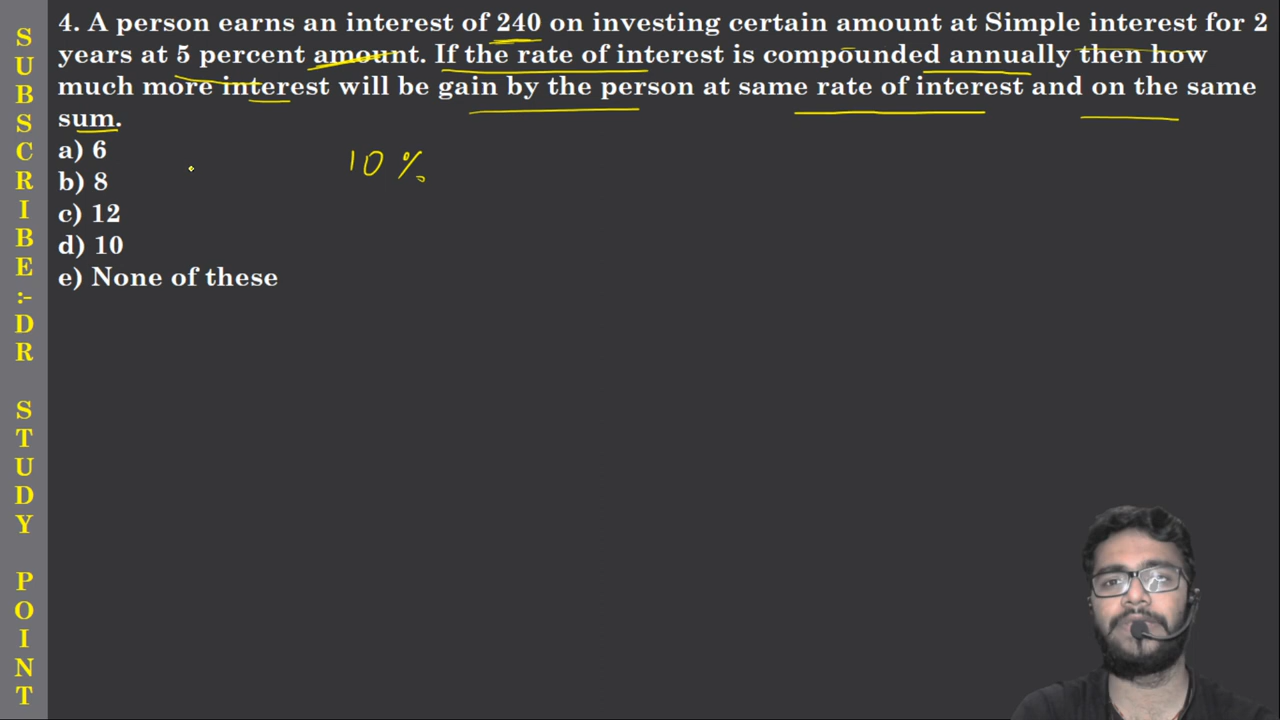 SUBSCRIBE:-DR STUDY POINT
4. A person earns an interest of 240 on investing certain amount at Simple interest for 2
years at 5 percent amount. If the rate of interest is compounded annually then how
much more interest will be gain by the person at same rate of interest and on the same
sum.
a) 6
10 %
b) 8
c) 12
d) 10
e) None of these